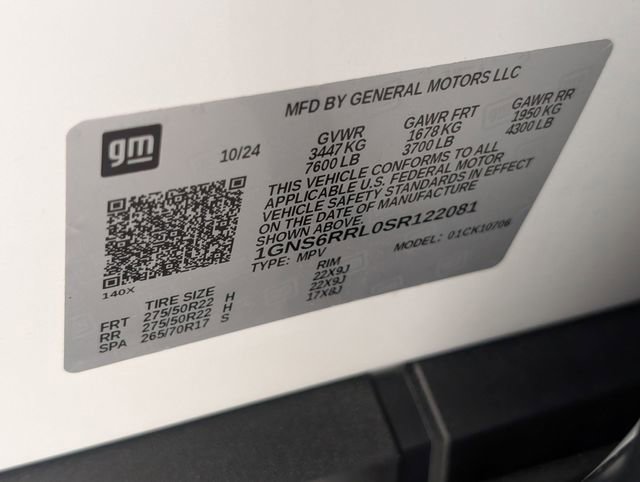 MFD BY GENERAL MOTORS LLC
gm
10/24
GVWR GAWR FRT GAWR RR
3447 KG 1678 KG 1950 KG
7600 LB 3700 LB 4300 LB
THIS VEHICLE CONFORMS TO ALL
APPLICABLE U.S. FEDERAL MOTOR
VEHICLE SAFETY STANDARDS IN EFFECT
ON THE DATE OF MANUFACTURE
SHOWN ABOVE.
1GNS6RRL0SR122081
TYPE: MPV MODEL: 01CK10706
140X
TIRE SIZE RIM
FRT 275/50R22 H 22X9J
RR 275/50R22 H 22X9J
SPA 265/70R17 S 17X8J